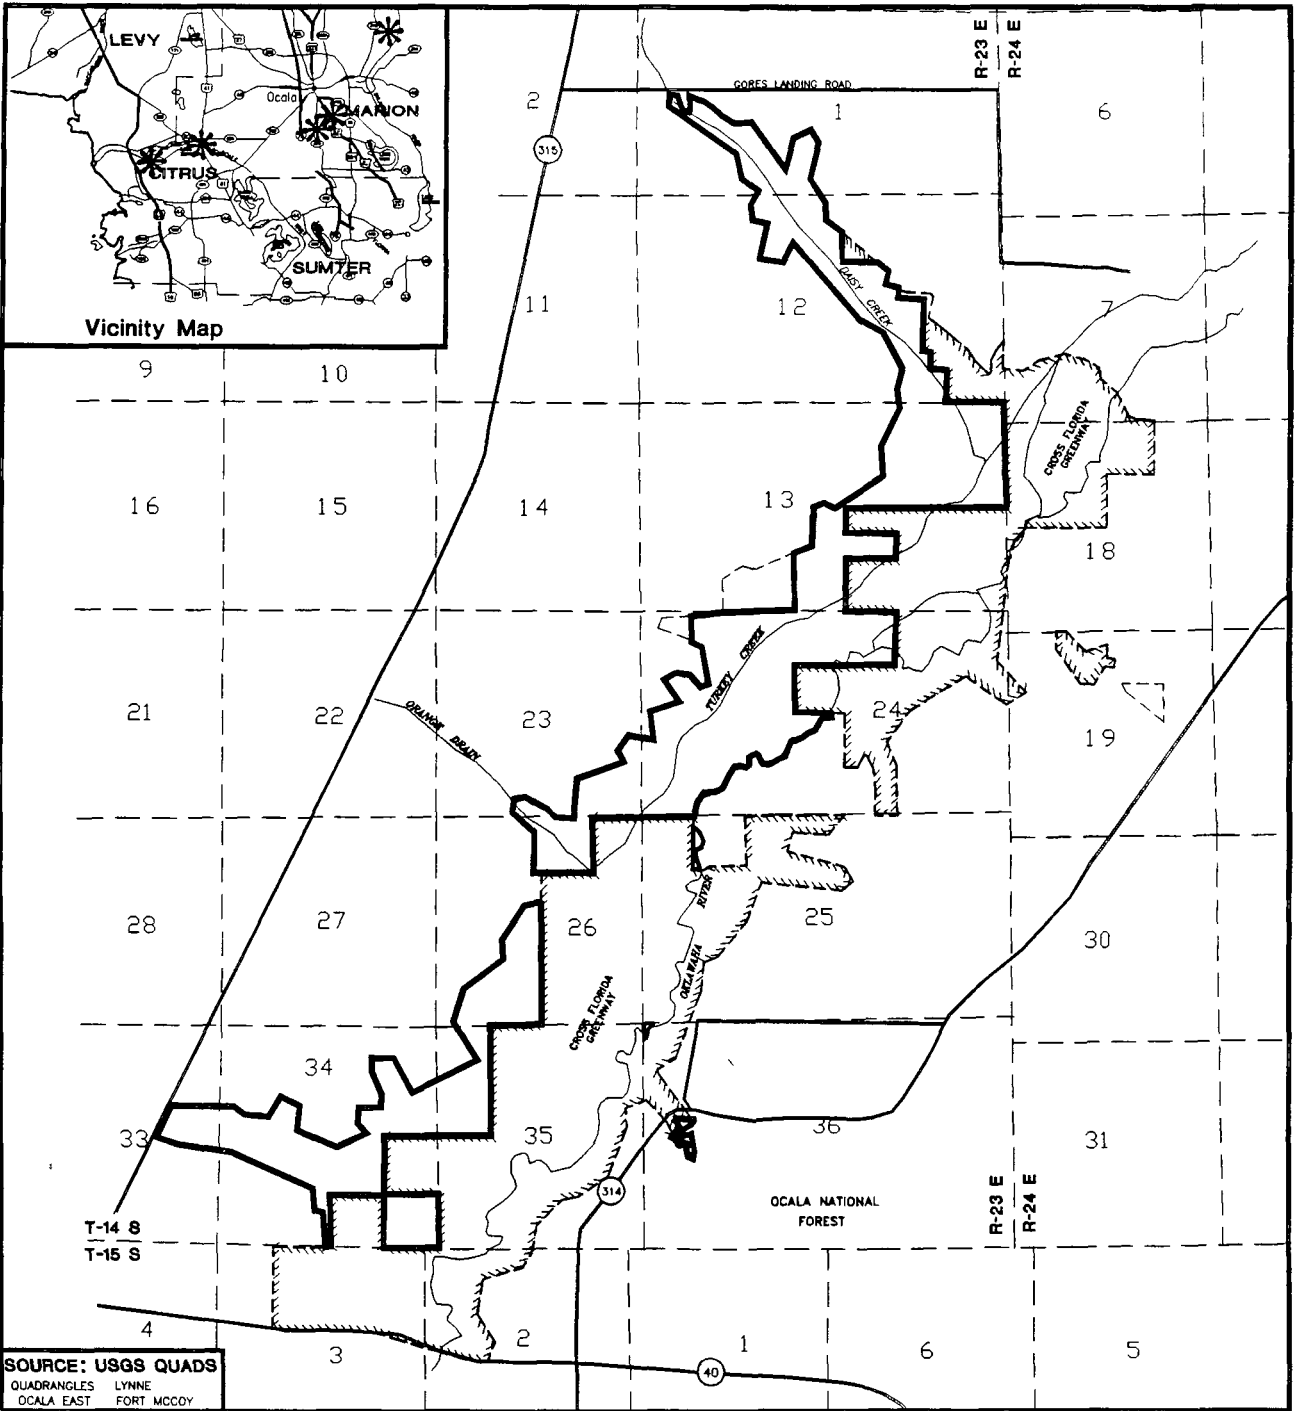 LEVY
Ocala
MARION
CITRUS
SUMTER
Vicinity Map
R-23 E
R-24 E
GORES LANDING ROAD
2
1
6
315
11
12
7
DAISY CREEK
9
10
CROSS FLORIDA
GREENWAY
16
15
14
13
18
TURKEY CREEK
21
22
23
24
19
ORANGE DRAIN
28
27
26
25
30
RIVER
OKLAWAHA
CROSS FLORIDA
GREENWAY
34
33
35
36
31
314
OCALA NATIONAL
FOREST
R-23 E
R-24 E
T-14 S
T-15 S
4
3
2
1
6
5
40
SOURCE: USGS QUADS
QUADRANGLES LYNNE
OCALA EAST FORT MCCOY